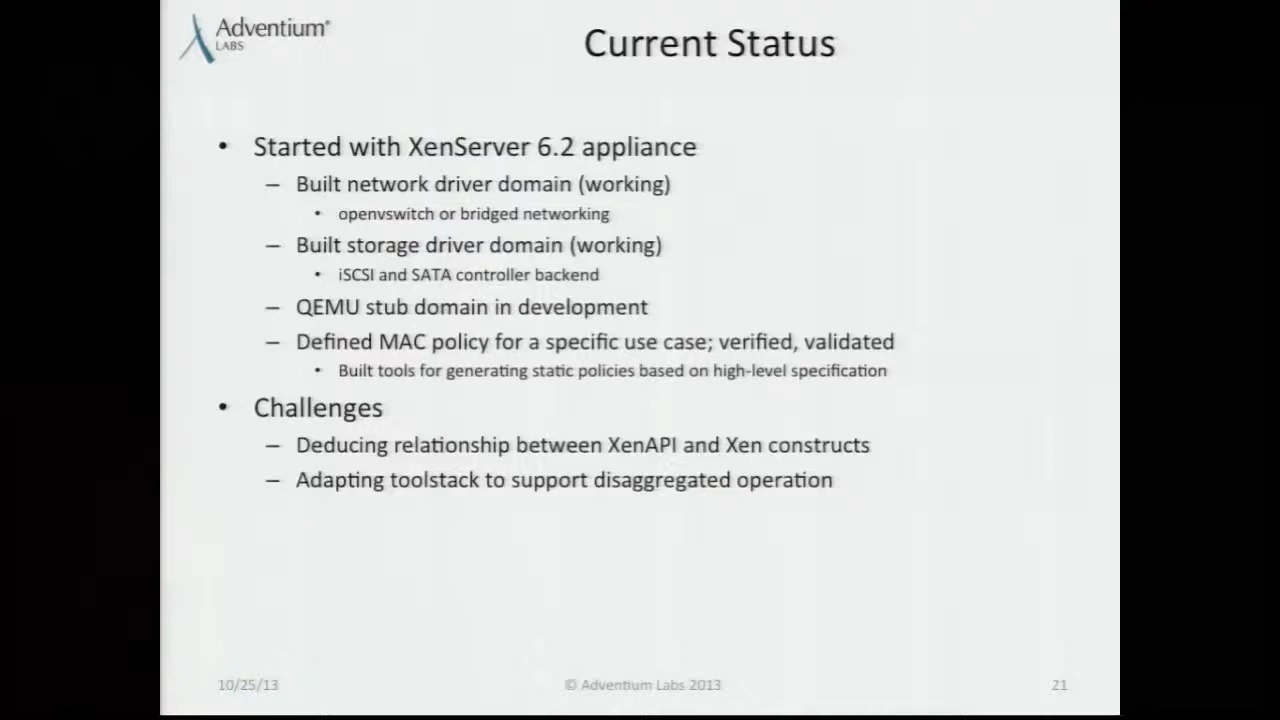 Adventium®
LABS
Current Status
• Started with XenServer 6.2 appliance
– Built network driver domain (working)
• openvswitch or bridged networking
– Built storage driver domain (working)
• iSCSI and SATA controller backend
– QEMU stub domain in development
– Defined MAC policy for a specific use case; verified, validated
• Built tools for generating static policies based on high-level specification
• Challenges
– Deducing relationship between XenAPI and Xen constructs
– Adapting toolstack to support disaggregated operation
10/25/13
© Adventium Labs 2013
21